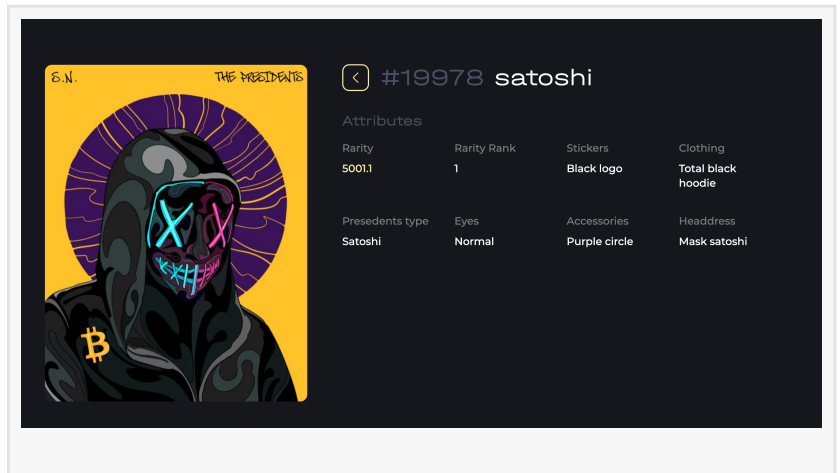 S.N.
THE PRESIDENTS
#19978 satoshi
Attributes
Rarity
5001.1
Rarity Rank
1
Stickers
Black logo
Clothing
Total black
hoodie
Presedents type
Satoshi
Eyes
Normal
Accessories
Purple circle
Headdress
Mask satoshi